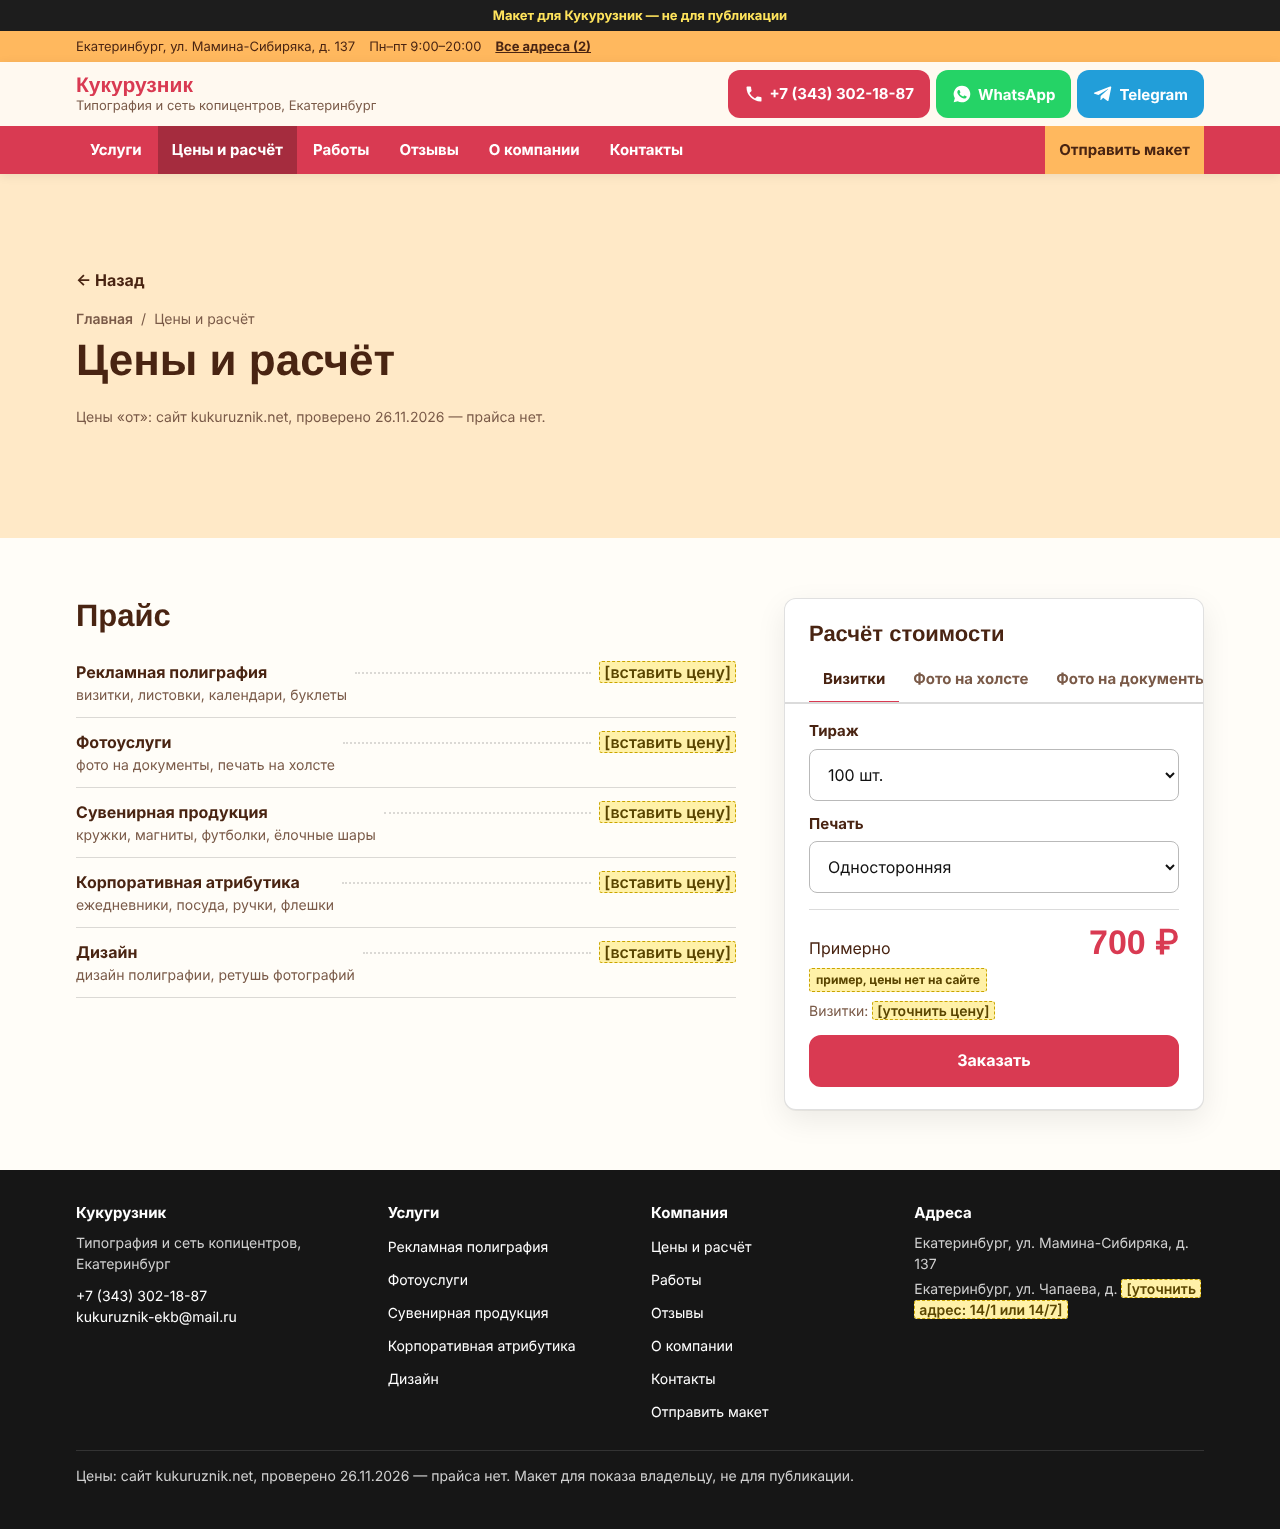 Макет для Кукурузник — не для публикации
Екатеринбург, ул. Мамина-Сибиряка, д. 137 Пн–пт 9:00–20:00 Все адреса (2)
Кукурузник
Типография и сеть копицентров, Екатеринбург
+7 (343) 302-18-87 WhatsApp Telegram
Услуги Цены и расчёт Работы Отзывы О компании Контакты Отправить макет
← Назад
Главная / Цены и расчёт
Цены и расчёт
Цены «от»: сайт kukuruznik.net, проверено 26.11.2026 — прайса нет.
Прайс
Рекламная полиграфия [вставить цену]
визитки, листовки, календари, буклеты
Фотоуслуги [вставить цену]
фото на документы, печать на холсте
Сувенирная продукция [вставить цену]
кружки, магниты, футболки, ёлочные шары
Корпоративная атрибутика [вставить цену]
ежедневники, посуда, ручки, флешки
Дизайн [вставить цену]
дизайн полиграфии, ретушь фотографий
Расчёт стоимости
Визитки Фото на холсте Фото на документы
Тираж
100 шт.
Печать
Односторонняя
Примерно 700 ₽
пример, цены нет на сайте
Визитки: [уточнить цену]
Заказать
Кукурузник
Типография и сеть копицентров,
Екатеринбург
+7 (343) 302-18-87
kukuruznik-ekb@mail.ru
Услуги
Рекламная полиграфия
Фотоуслуги
Сувенирная продукция
Корпоративная атрибутика
Дизайн
Компания
Цены и расчёт
Работы
Отзывы
О компании
Контакты
Отправить макет
Адреса
Екатеринбург, ул. Мамина-Сибиряка, д.
137
Екатеринбург, ул. Чапаева, д. [уточнить
адрес: 14/1 или 14/7]
Цены: сайт kukuruznik.net, проверено 26.11.2026 — прайса нет. Макет для показа владельцу, не для публикации.